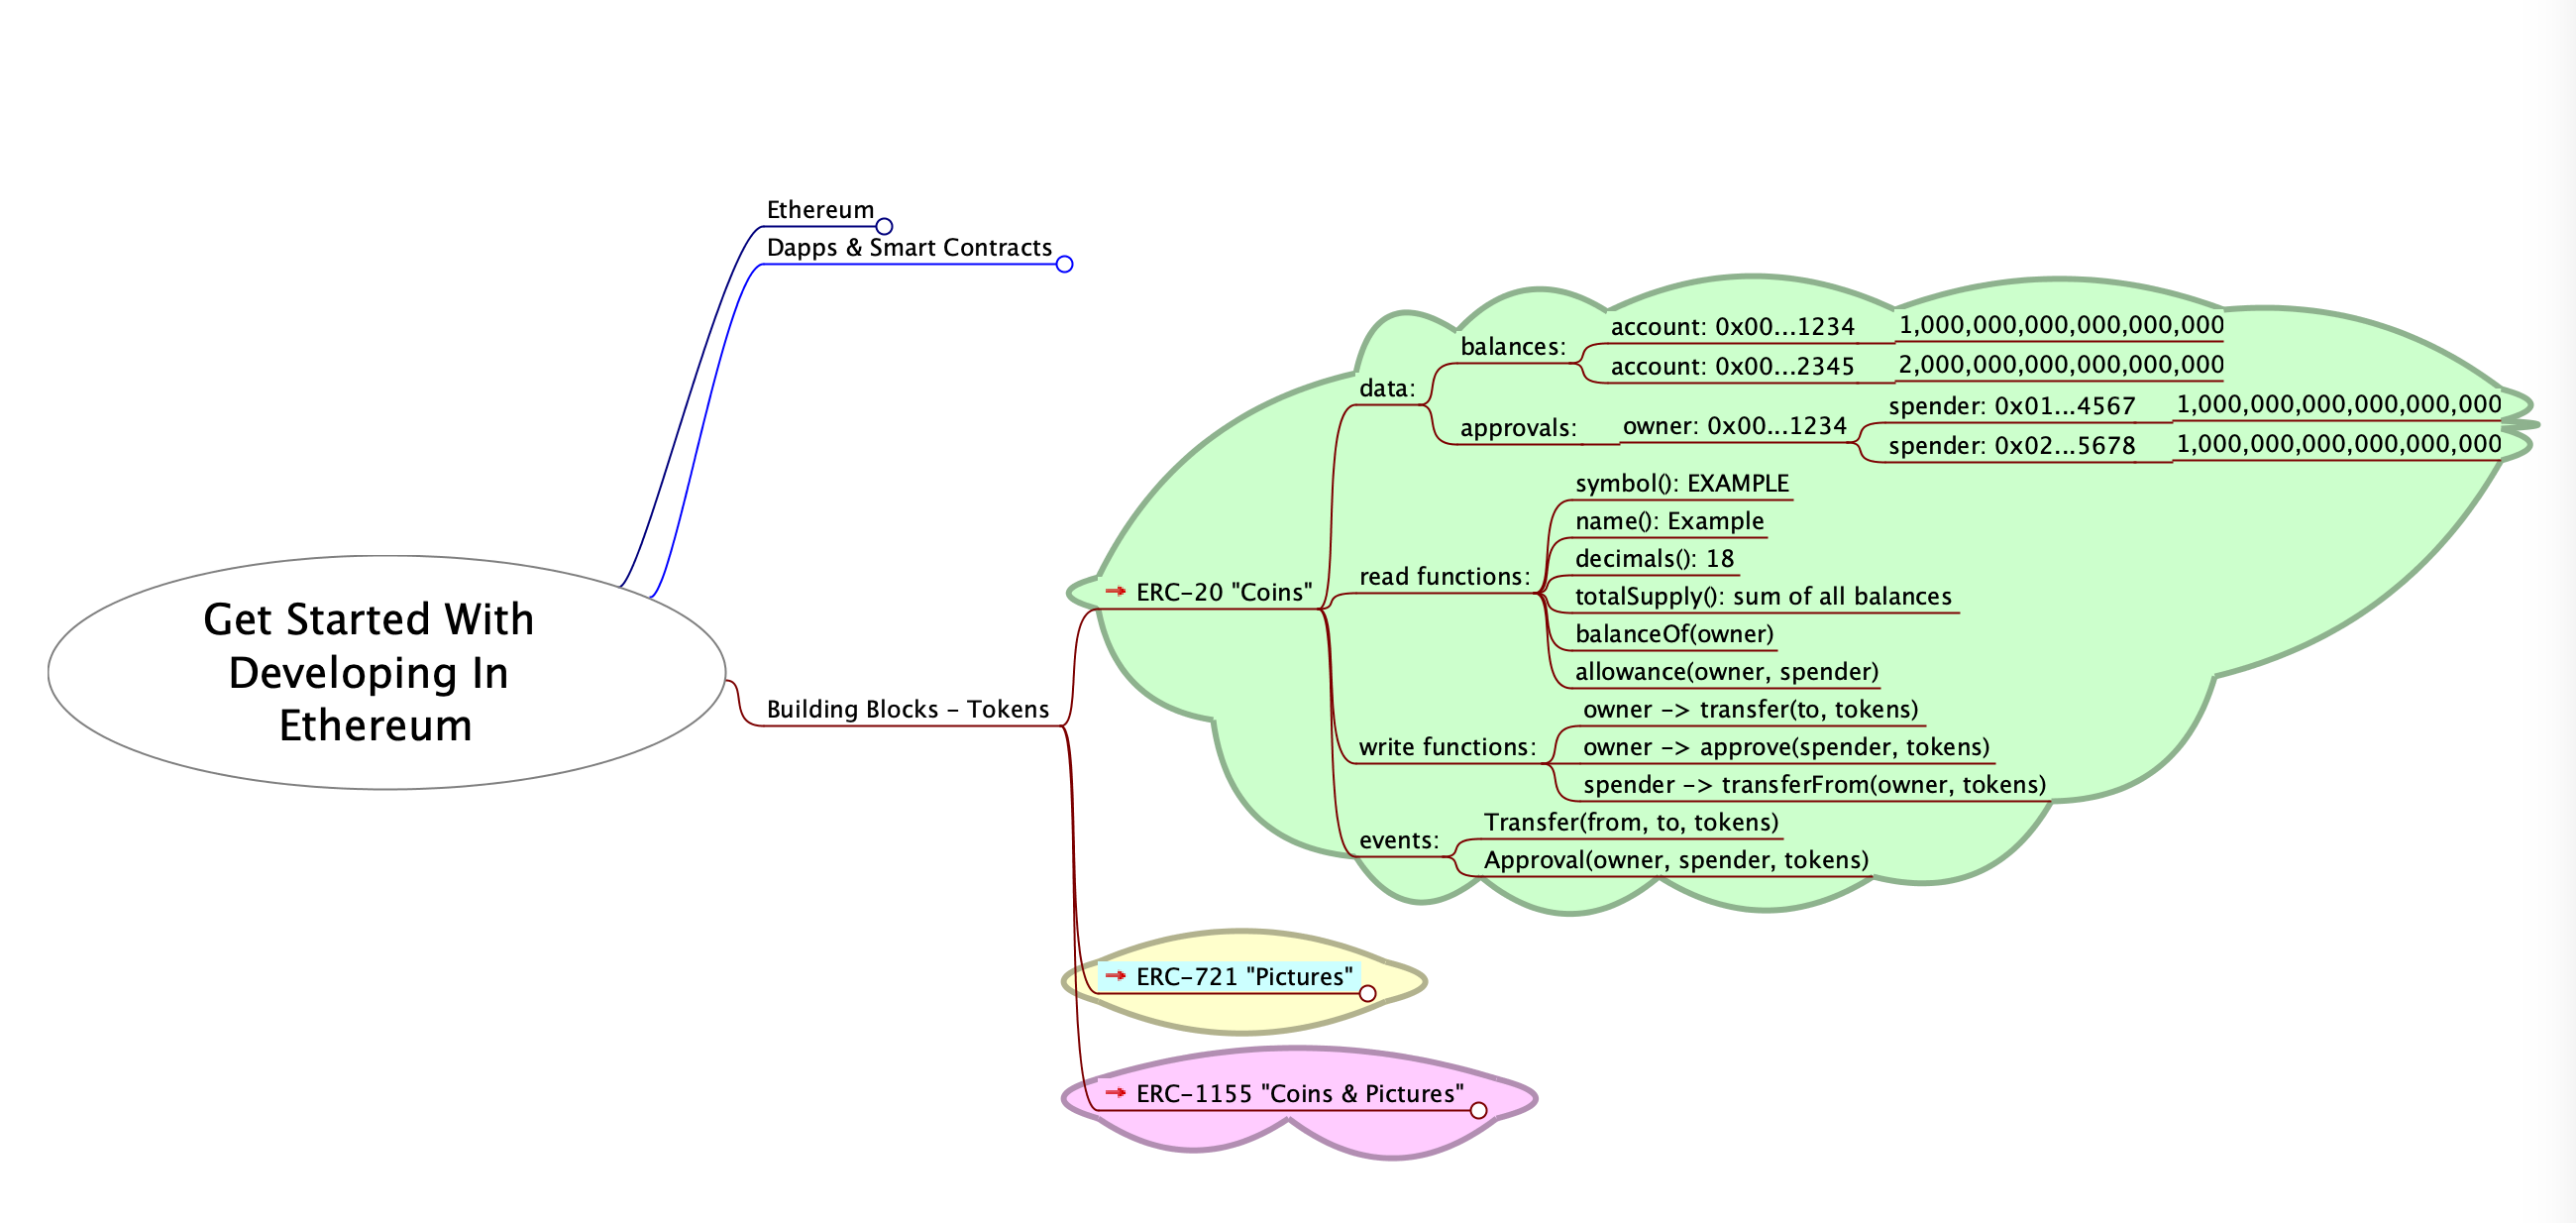 Get Started With
Developing In
Ethereum
Ethereum
Dapps & Smart Contracts
Building Blocks - Tokens
ERC-20 "Coins"
data:
balances:
account: 0x00...1234 1,000,000,000,000,000,000
account: 0x00...2345 2,000,000,000,000,000,000
approvals: owner: 0x00...1234
spender: 0x01...4567 1,000,000,000,000,000,000
spender: 0x02...5678 1,000,000,000,000,000,000
read functions:
symbol(): EXAMPLE
name(): Example
decimals(): 18
totalSupply(): sum of all balances
balanceOf(owner)
allowance(owner, spender)
write functions:
owner -> transfer(to, tokens)
owner -> approve(spender, tokens)
spender -> transferFrom(owner, tokens)
events:
Transfer(from, to, tokens)
Approval(owner, spender, tokens)
ERC-721 "Pictures"
ERC-1155 "Coins & Pictures"